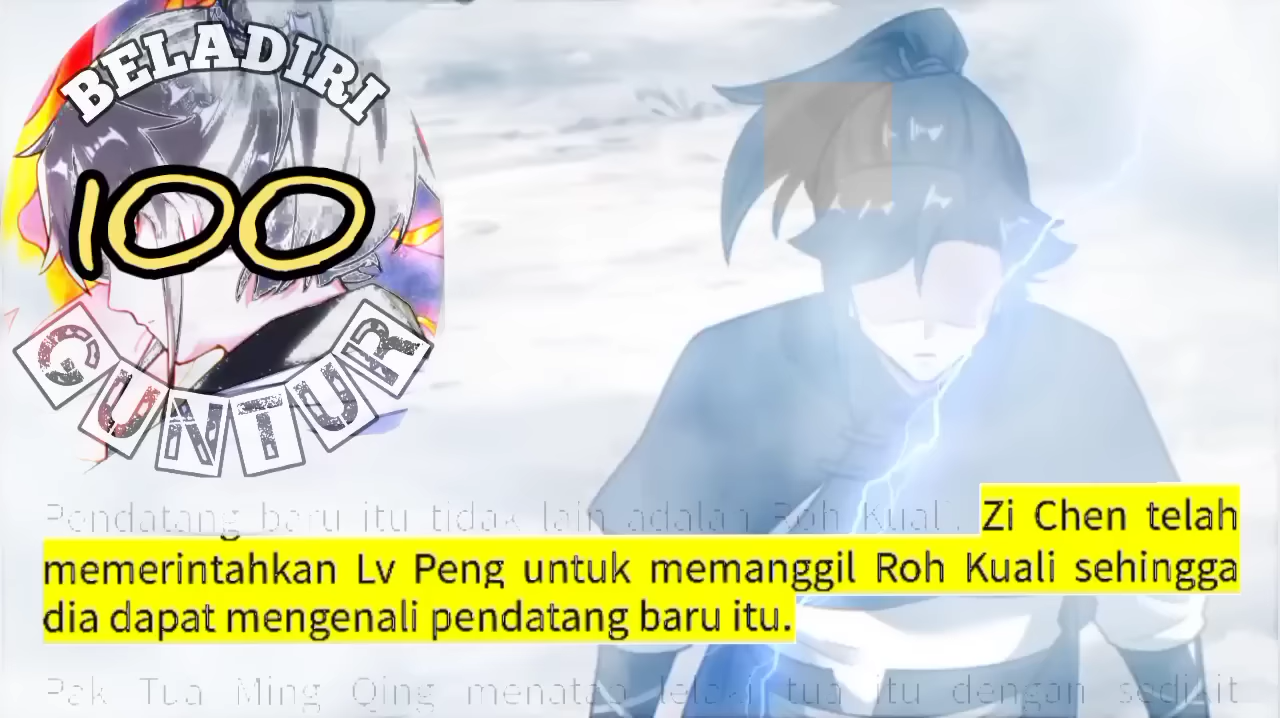 BELADIRI
100
GUNTUR
Pendatang baru itu tidak lain adalah Roh Kuali. Zi Chen telah
memerintahkan Lv Peng untuk memanggil Roh Kuali sehingga
dia dapat mengenali pendatang baru itu.
Pak Tua Ming Qing menatap lelaki tua itu dengan sedikit